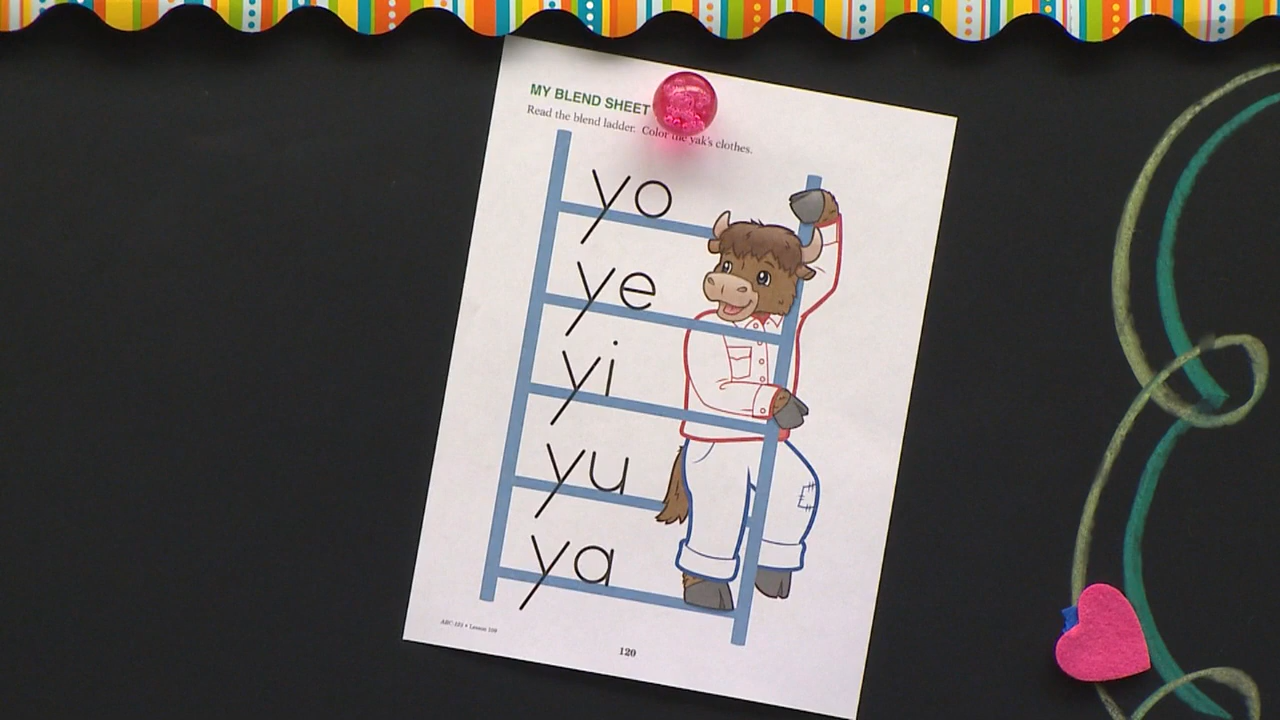 MY BLEND SHEET
Read the blend ladder. Color the yak's clothes.
yo
ye
yi
yu
ya
120